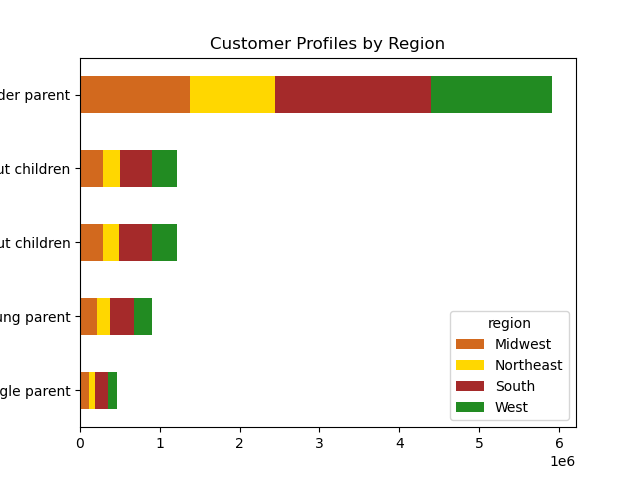 Customer Profiles by Region
der parent
ut children
ut children
ung parent
gle parent
region
Midwest
Northeast
South
West
0 1 2 3 4 5 6
1e6